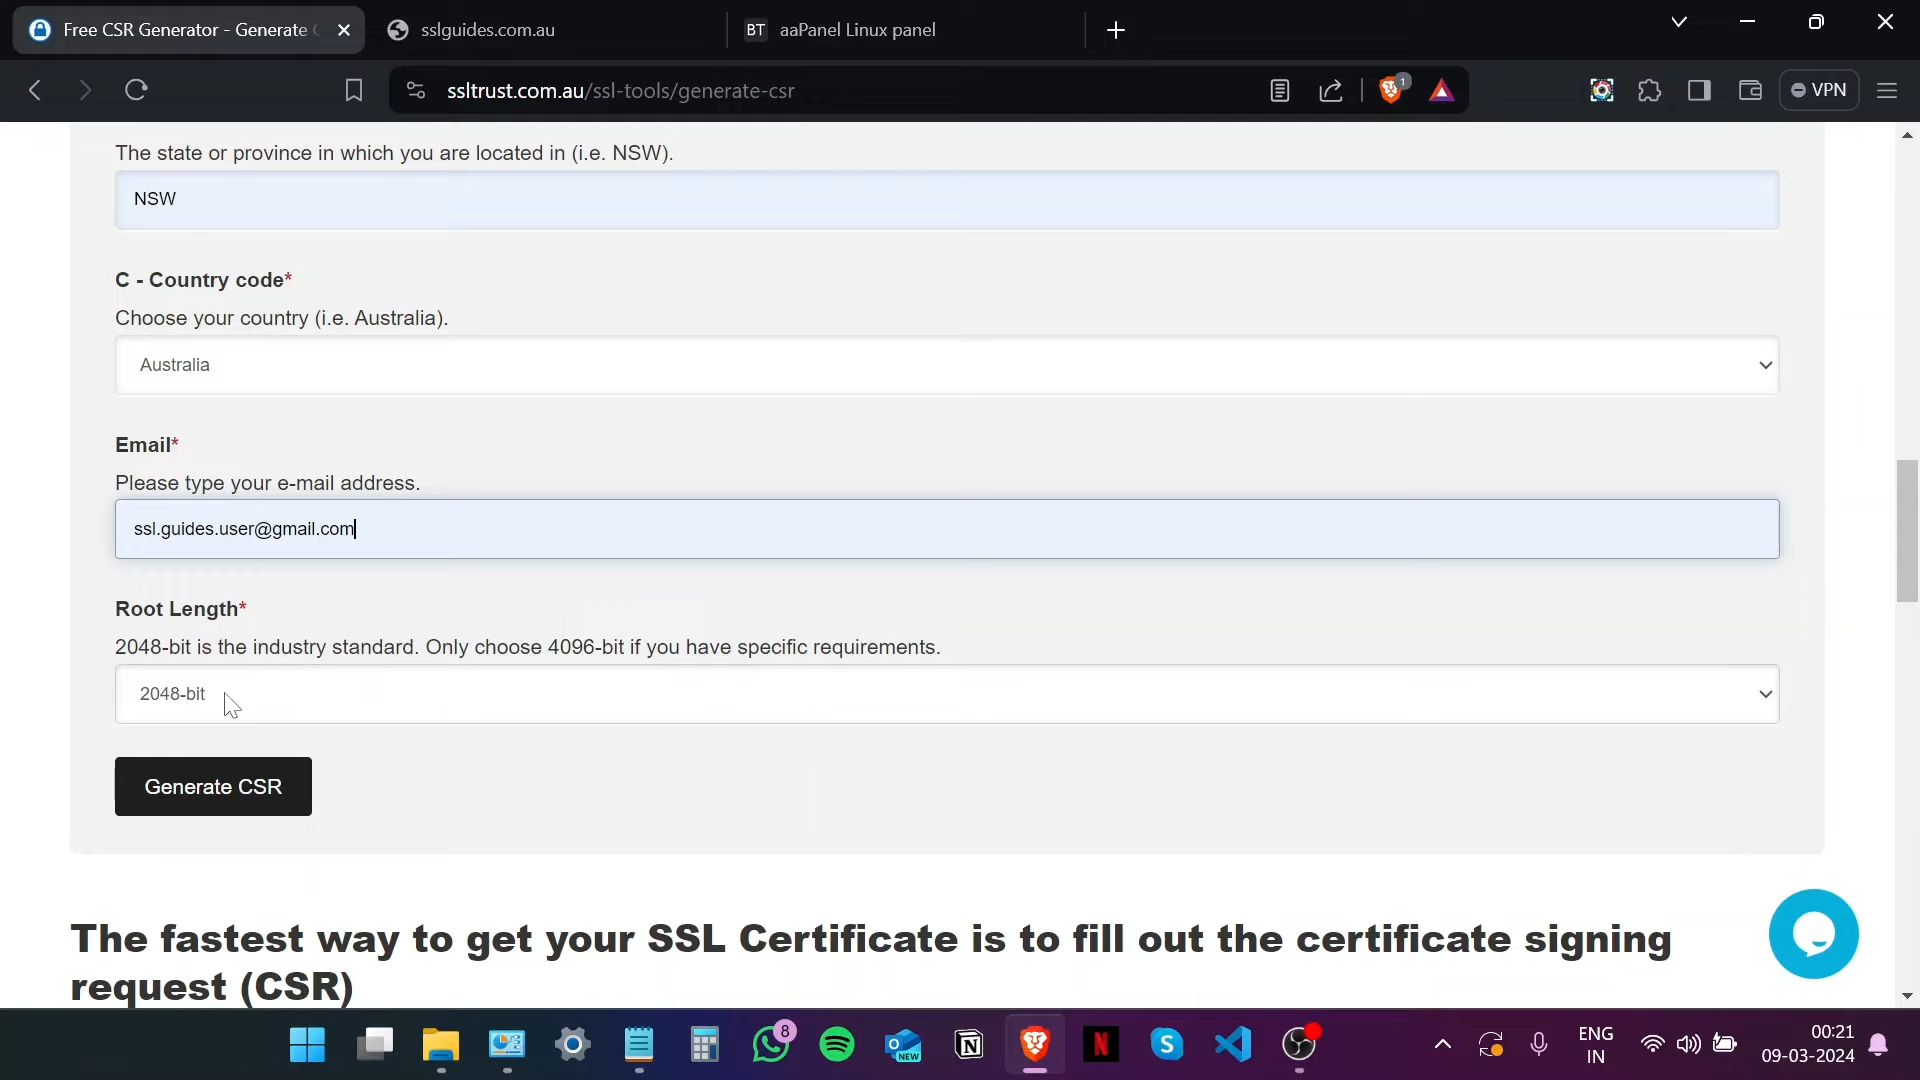 Free CSR Generator - Generate
sslguides.com.au
BT
aaPanel Linux panel
ssltrust.com.au/ssl-tools/generate-csr
1
VPN
The state or province in which you are located in (i.e. NSW).
NSW
C - Country code*
Choose your country (i.e. Australia).
Australia
Email*
Please type your e-mail address.
ssl.guides.user@gmail.com
Root Length*
2048-bit is the industry standard. Only choose 4096-bit if you have specific requirements.
2048-bit
Generate CSR
The fastest way to get your SSL Certificate is to fill out the certificate signing
request (CSR)
8
NEW
ENG
IN
00:21
09-03-2024